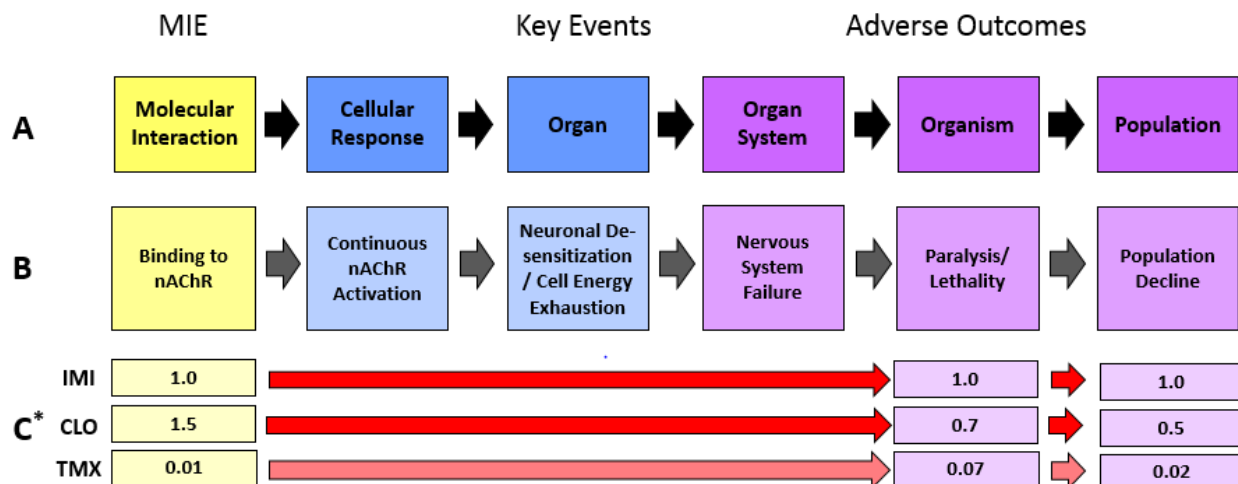 MIE
Key Events
Adverse Outcomes
A
Molecular
Interaction
Cellular
Response
Organ
Organ
System
Organism
Population
B
Binding to
nAChR
Continuous
nAChR
Activation
Neuronal De-
sensitization
/ Cell Energy
Exhaustion
Nervous
System
Failure
Paralysis/
Lethality
Population
Decline
C*
IMI
1.0
1.0
1.0
CLO
1.5
0.7
0.5
TMX
0.01
0.07
0.02